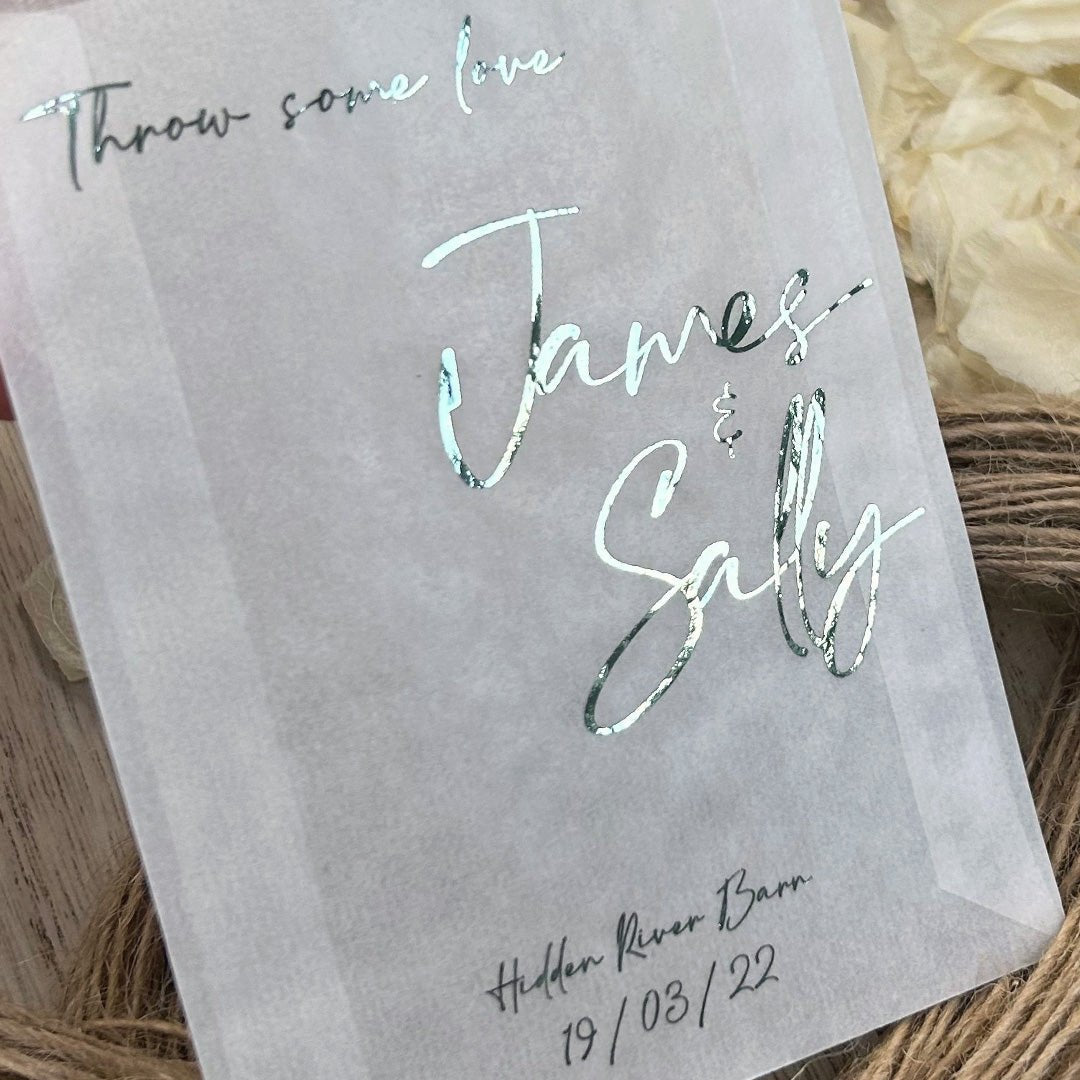 Throw some love
James
&
Sally
Hidden River Barn
19/03/22